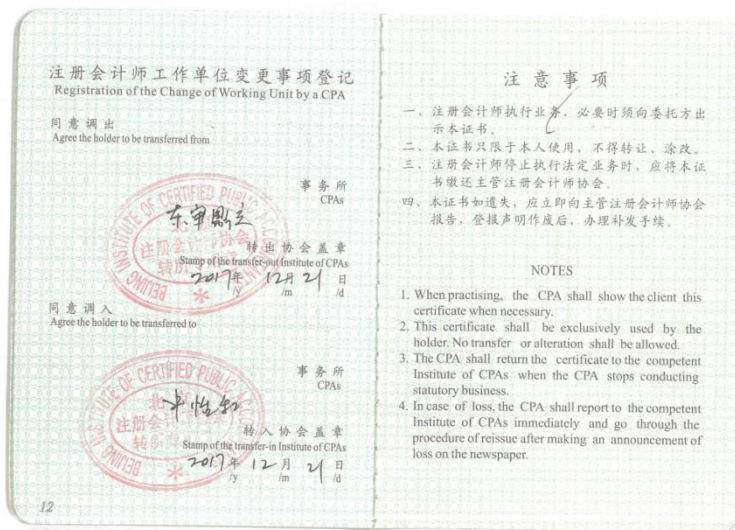 注册会计师工作单位变更事项登记
Registration of the Change of Working Unit by a CPA
同意调出
Agree the holder to be transferred from
事务所
CPAs
转出协会盖章
Stamp of the transfer-out Institute of CPAs
2017年 12月 21日
/y /m /d
同意调入
Agree the holder to be transferred to
事务所
CPAs
转入协会盖章
Stamp of the transfer-in Institute of CPAs
2017年 12月 21日
/y /m /d
12
注意事项
一、注册会计师执行业务，必要时须向委托方出
示本证书。
二、本证书只限于本人使用，不得转让、涂改。
三、注册会计师停止执行法定业务时，应将本证
书缴还主管注册会计师协会。
四、本证书如遗失，应立即向主管注册会计师协会
报告，登报声明作废后，办理补发手续。
NOTES
1. When practising, the CPA shall show the client this
certificate when necessary.
2. This certificate shall be exclusively used by the
holder. No transfer or alteration shall be allowed.
3. The CPA shall return the certificate to the competent
Institute of CPAs when the CPA stops conducting
statutory business.
4. In case of loss, the CPA shall report to the competent
Institute of CPAs immediately and go through the
procedure of reissue after making an announcement of
loss on the newspaper.